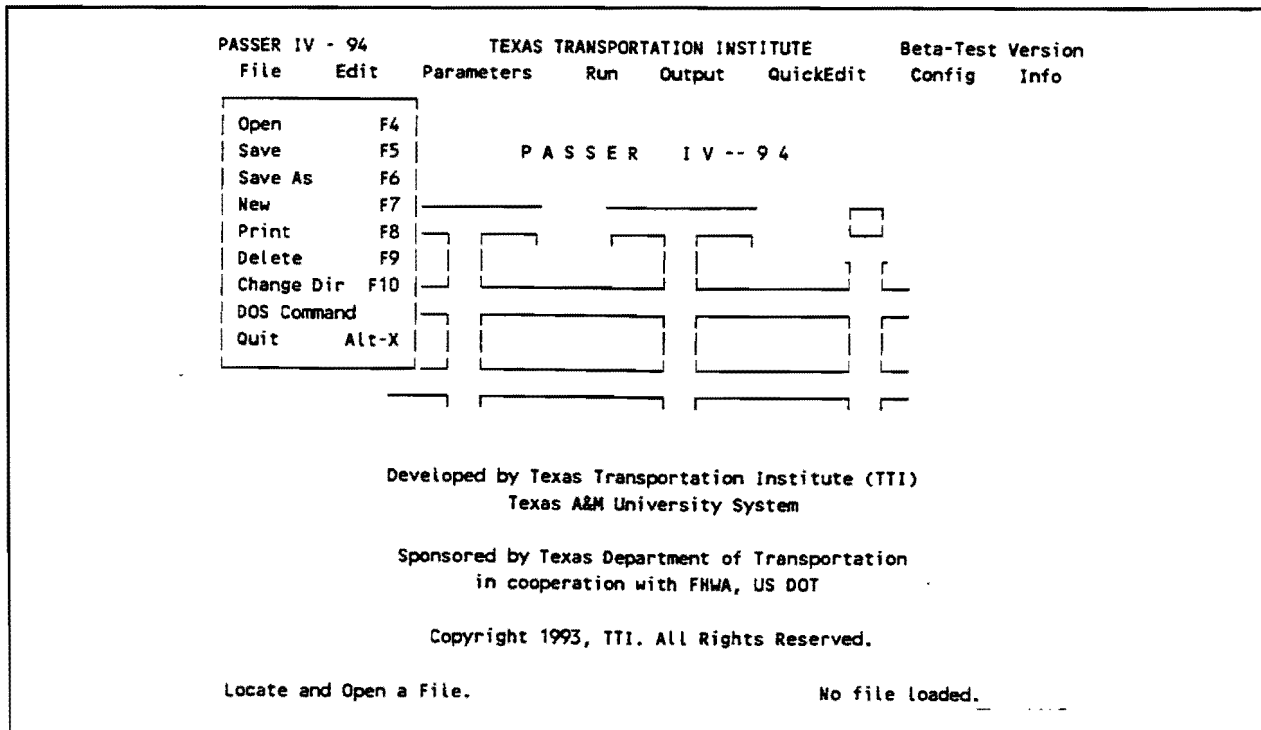 PASSER IV - 94 TEXAS TRANSPORTATION INSTITUTE Beta-Test Version
File Edit Parameters Run Output QuickEdit Config Info
Open F4
Save F5
PASSER IV--94
Save As F6
New F7
Print F8
Delete F9
Change Dir F10
DOS Command
Quit Alt-X
Developed by Texas Transportation Institute (TTI)
Texas A&M University System
Sponsored by Texas Department of Transportation
in cooperation with FHWA, US DOT
Copyright 1993, TTI. All Rights Reserved.
Locate and Open a File. No file loaded.